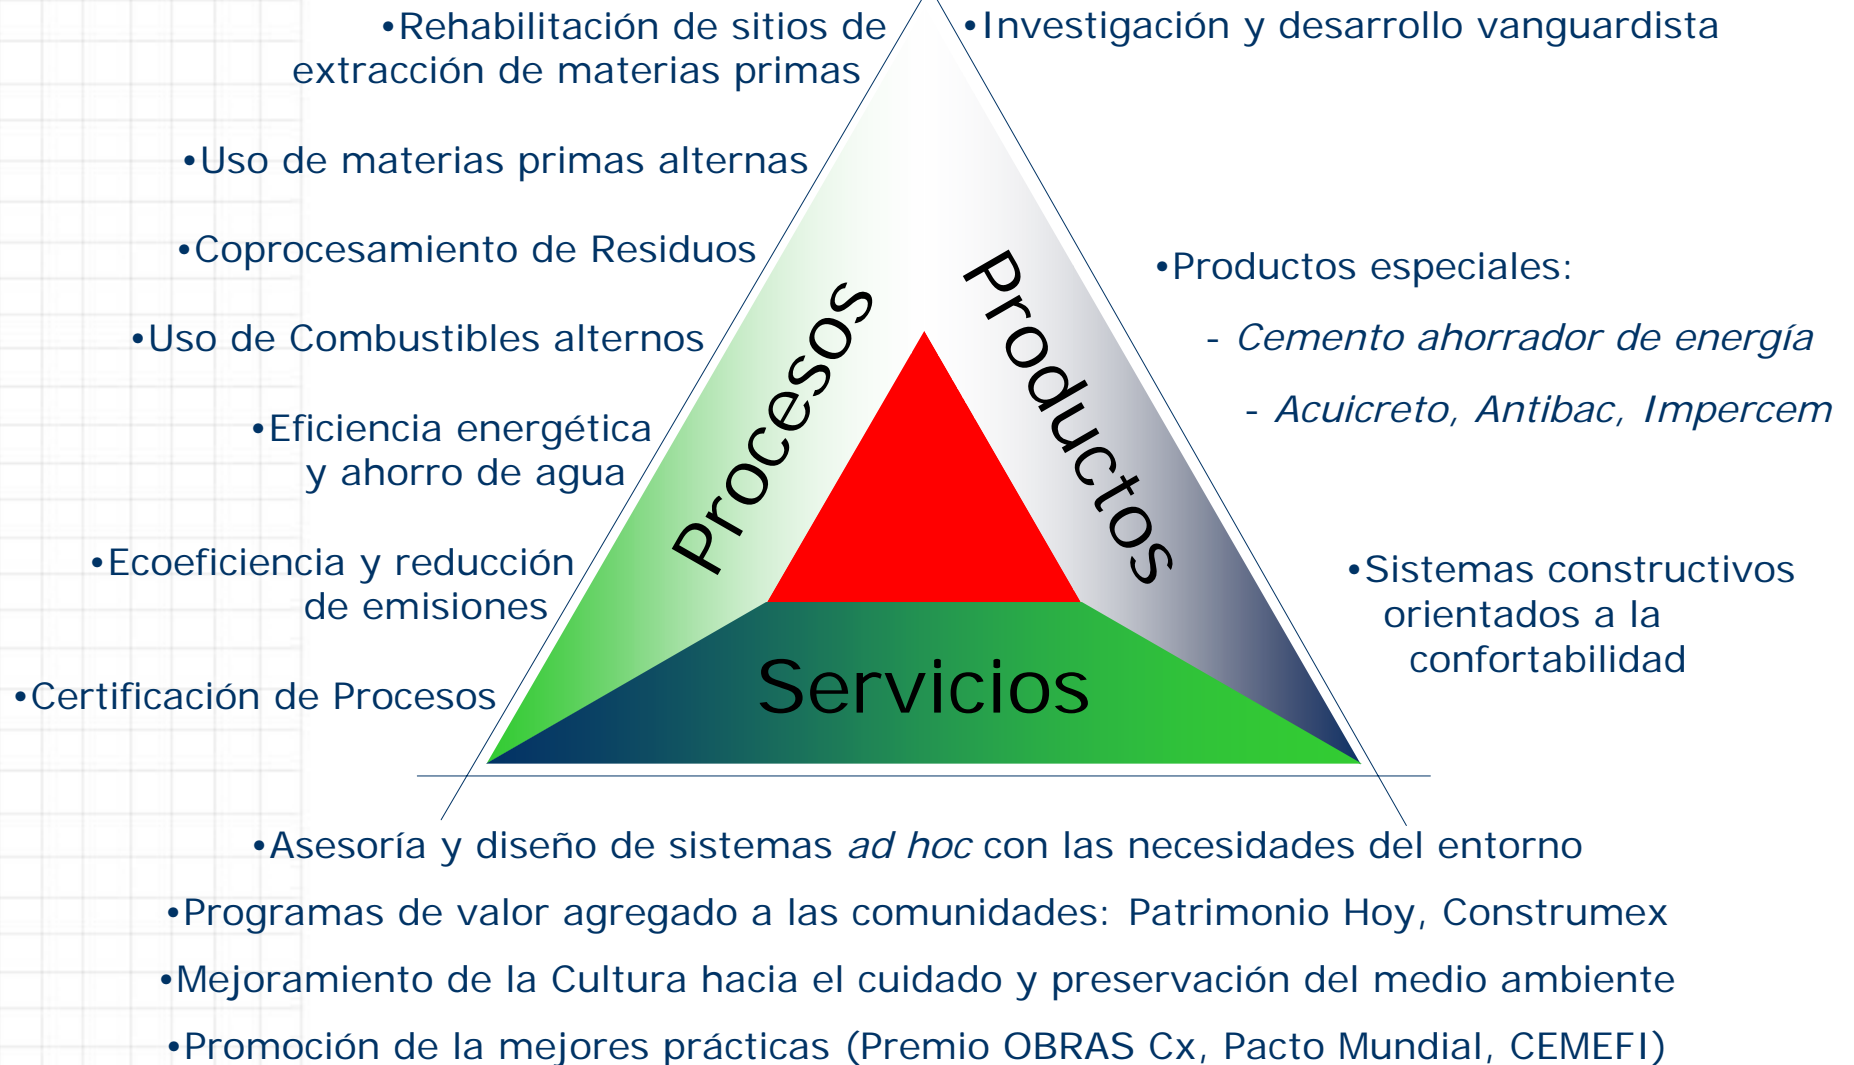 •Rehabilitación de sitios de
extracción de materias primas
•Uso de materias primas alternas
•Coprocesamiento de Residuos
•Uso de Combustibles alternos
•Eficiencia energética
y ahorro de agua
•Ecoeficiencia y reducción
de emisiones
•Certificación de Procesos
Procesos
Productos
Servicios
•Investigación y desarrollo vanguardista
•Productos especiales:
- Cemento ahorrador de energía
- Acuicreto, Antibac, Impercem
•Sistemas constructivos
orientados a la
confortabilidad
•Asesoría y diseño de sistemas ad hoc con las necesidades del entorno
•Programas de valor agregado a las comunidades: Patrimonio Hoy, Construmex
•Mejoramiento de la Cultura hacia el cuidado y preservación del medio ambiente
•Promoción de la mejores prácticas (Premio OBRAS Cx, Pacto Mundial, CEMEFI)